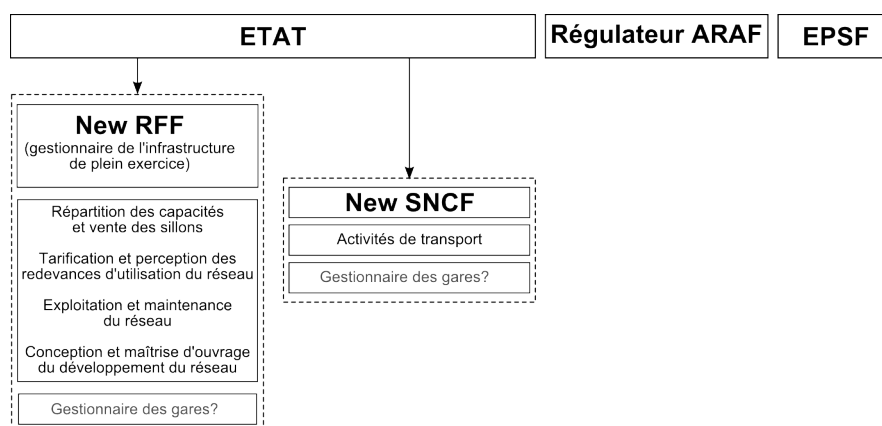 ETAT
Régulateur ARAF
EPSF
New RFF
(gestionnaire de l'infrastructure
de plein exercice)
Répartition des capacités
et vente des sillons
Tarification et perception des
redevances d'utilisation du réseau
Exploitation et maintenance
du réseau
Conception et maîtrise d'ouvrage
du développement du réseau
Gestionnaire des gares?
New SNCF
Activités de transport
Gestionnaire des gares?